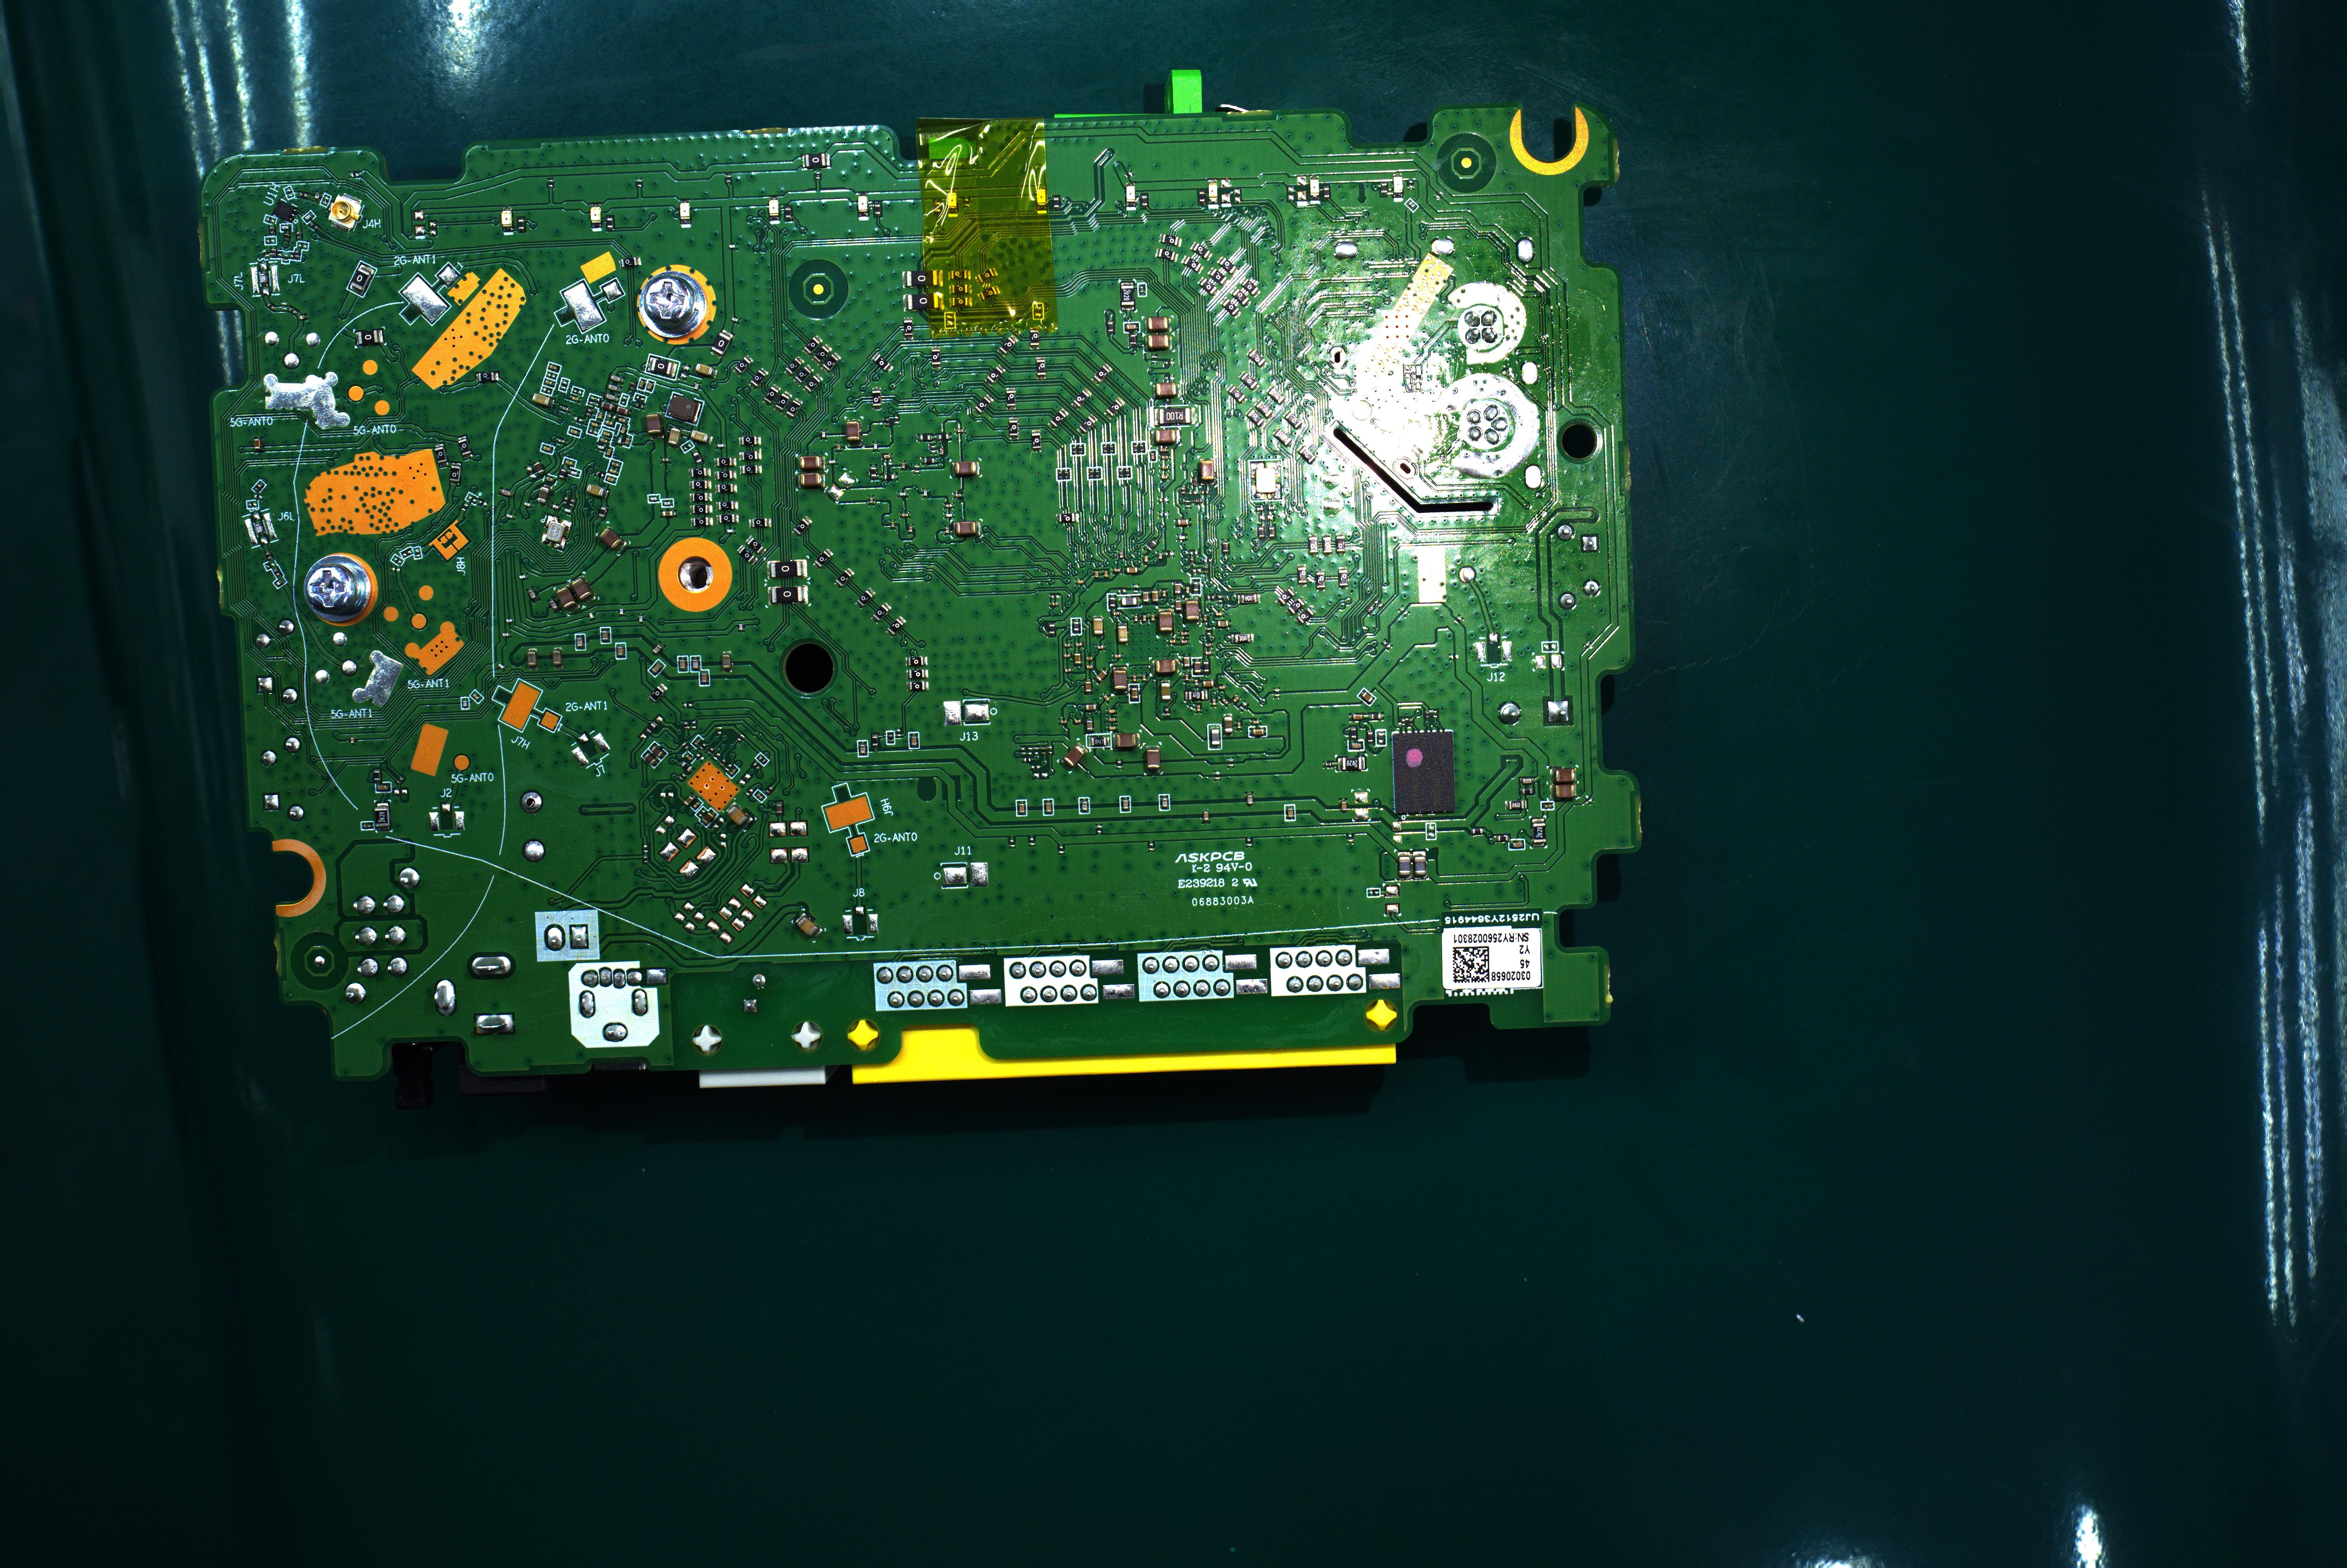 J4H
J7L
2G-ANT1
2G-ANT0
5G-ANT0
5G-ANT0
R100
J6L
J8H
5G-ANT1
5G-ANT1
2G-ANT1
J7H
J7
J12
J13
5G-ANT0
J2
J6H
2G-ANT0
J11
J8
ASKPCB
K-2 94V-0
E239218 2
06883003A
UJ2512Y3644915
SN:RY2560028301
Y2
45
03020658